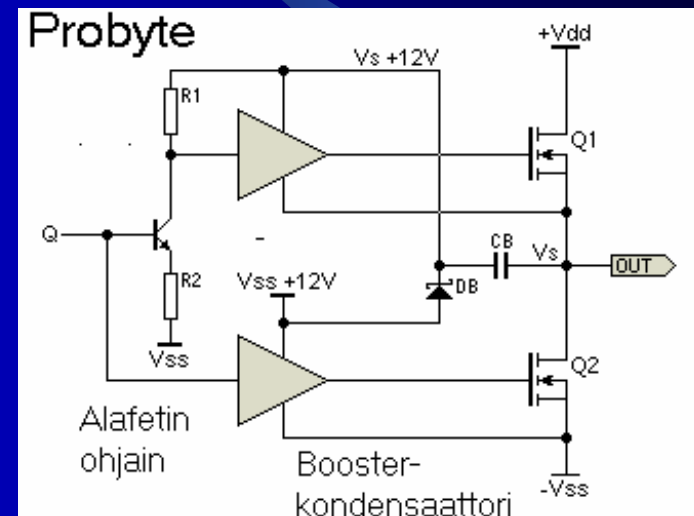 Probyte
+Vdd
Vs +12V
R1
Q1
Q
CB
Vs
OUT
R2
Vss +12V
DB
Vss
Q2
Alafetin
ohjain
Booster-
kondensaattori
-Vss